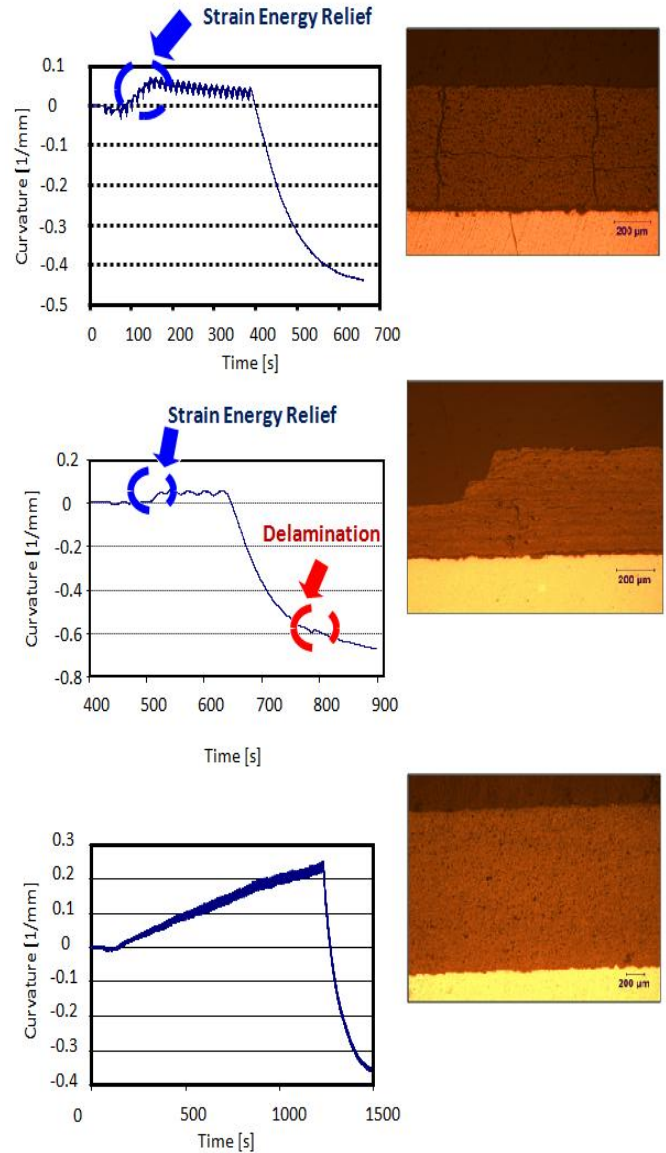 Strain Energy Relief
0.1
0
-0.1
-0.2
-0.3
-0.4
-0.5
Curvature [1/mm]
0 100 200 300 400 500 600 700
Time [s]
200 µm
Strain Energy Relief
Delamination
0.2
0
-0.2
-0.4
-0.6
-0.8
Curvature [1/mm]
400 500 600 700 800 900
Time [s]
200 µm
0.3
0.2
0.1
0
-0.1
-0.2
-0.3
-0.4
Curvature [1/mm]
0 500 1000 1500
Time [s]
200 µm